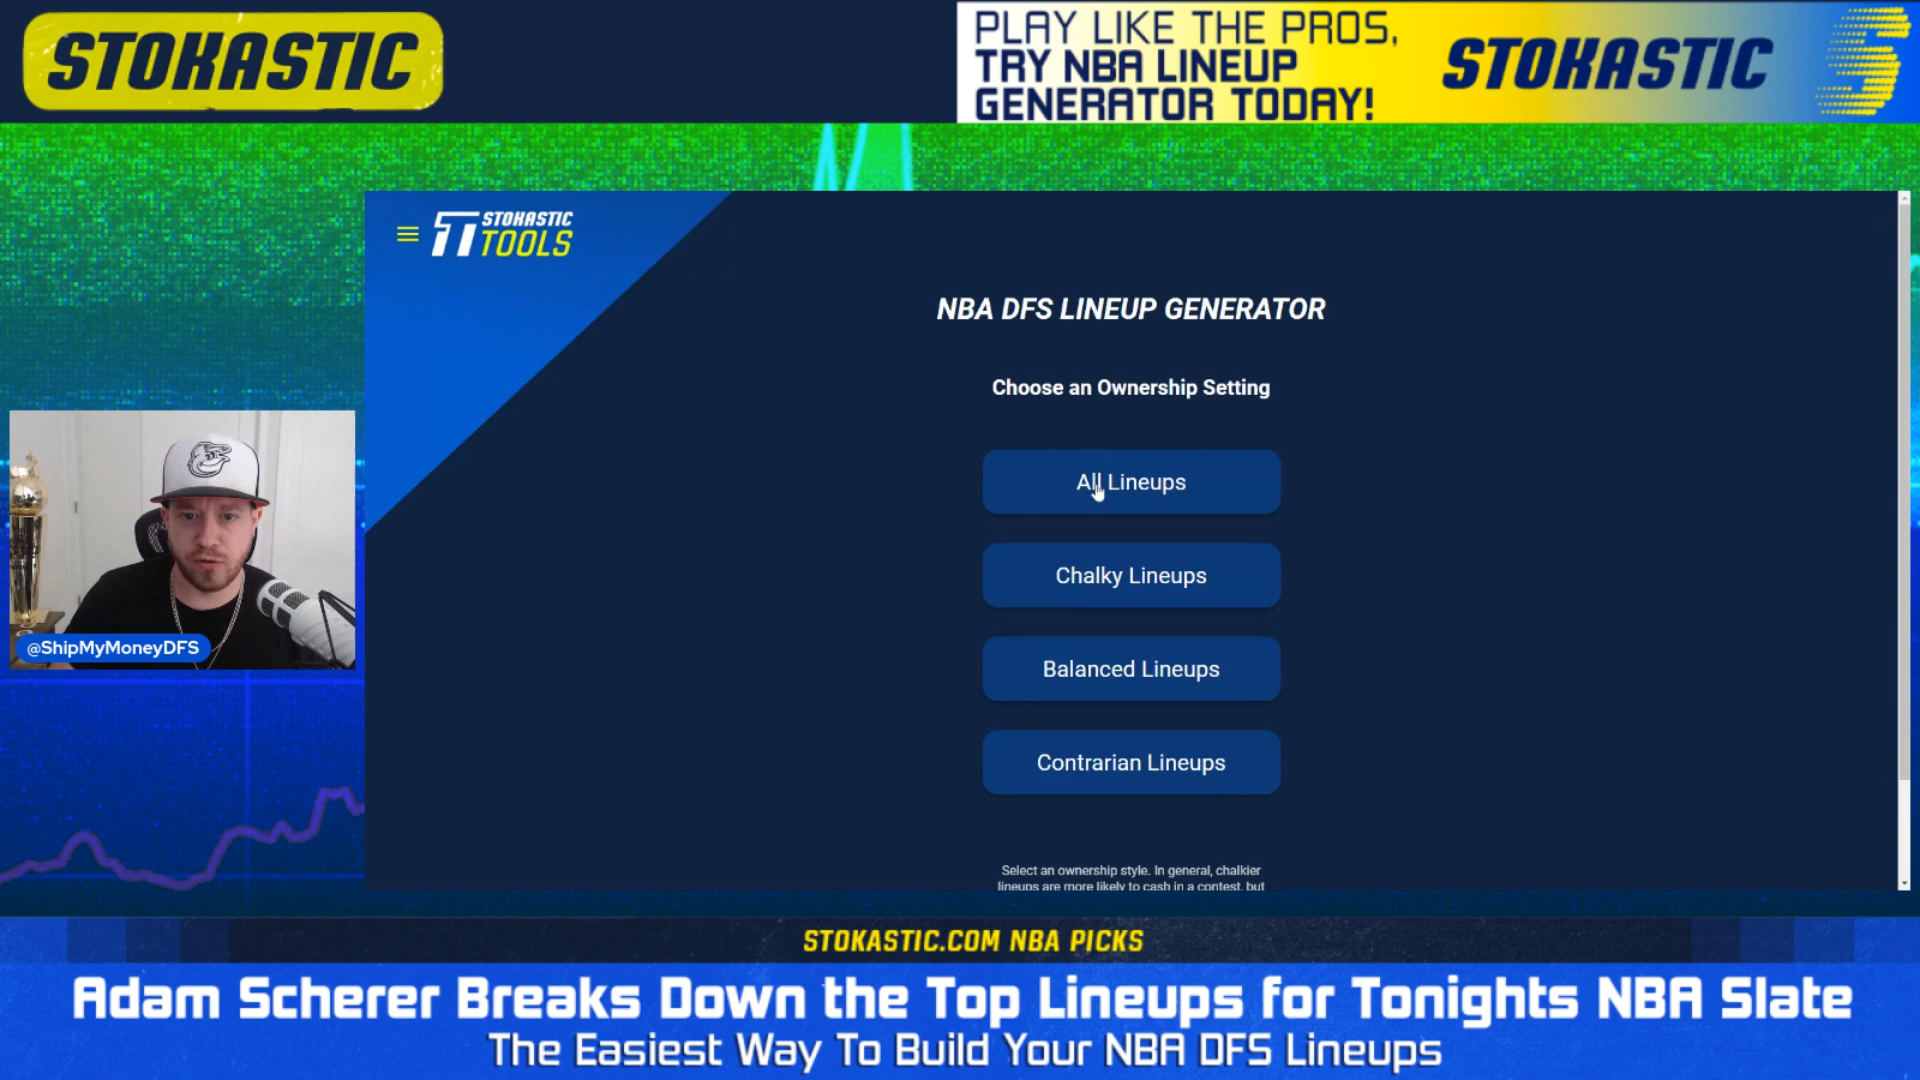 STOKASTIC
PLAY LIKE THE PROS,
TRY NBA LINEUP
GENERATOR TODAY!
STOKASTIC
STOKASTIC
TOOLS
NBA DFS LINEUP GENERATOR
Choose an Ownership Setting
All Lineups
Chalky Lineups
Balanced Lineups
Contrarian Lineups
Select an ownership style. In general, chalkier
lineups are more likely to cash in a contest, but
@ShipMyMoneyDFS
STOKASTIC.COM NBA PICKS
Adam Scherer Breaks Down the Top Lineups for Tonights NBA Slate
The Easiest Way To Build Your NBA DFS Lineups